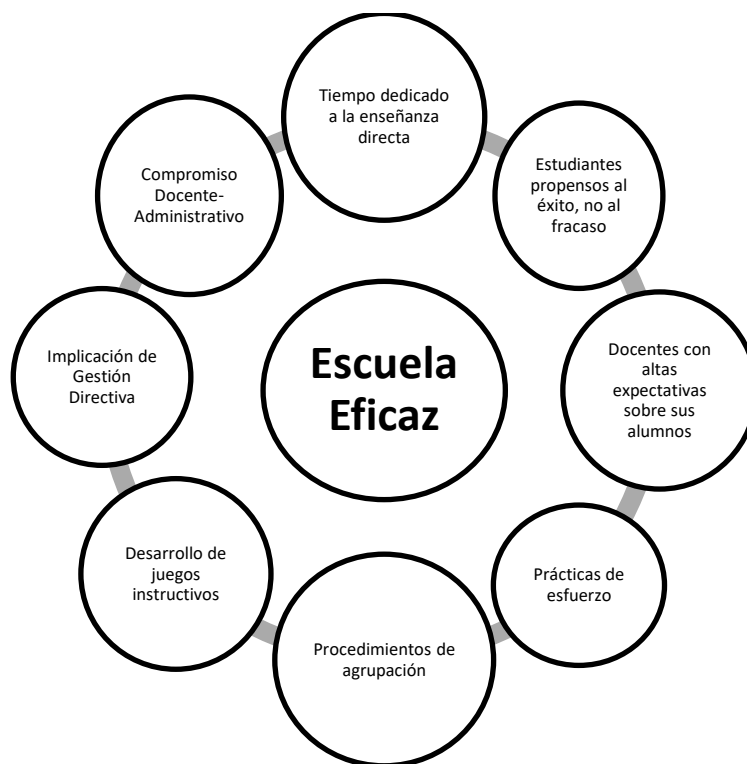 Tiempo dedicado
a la enseñanza
directa
Estudiantes
propensos al
éxito, no al
fracaso
Docentes con
altas
expectativas
sobre sus
alumnos
Prácticas de
esfuerzo
Procedimientos de
agrupación
Desarrollo de
juegos
instructivos
Implicación de
Gestión
Directiva
Compromiso
Docente-
Administrativo
Escuela
Eficaz